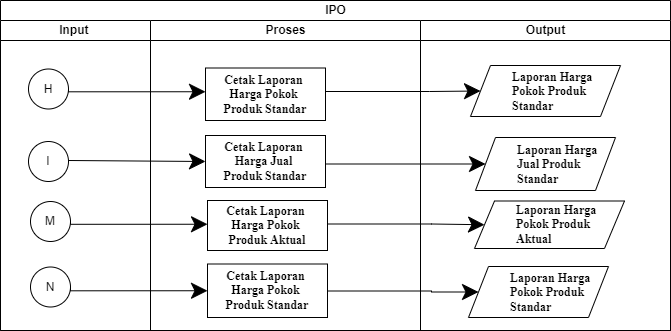 IPO
Input
Proses
Output
H
Cetak Laporan
Harga Pokok
Produk Standar
Laporan Harga
Pokok Produk
Standar
I
Cetak Laporan
Harga Jual
Produk Standar
Laporan Harga
Jual Produk
Standar
M
Cetak Laporan
Harga Pokok
Produk Aktual
Laporan Harga
Pokok Produk
Aktual
N
Cetak Laporan
Harga Pokok
Produk Standar
Laporan Harga
Pokok Produk
Standar